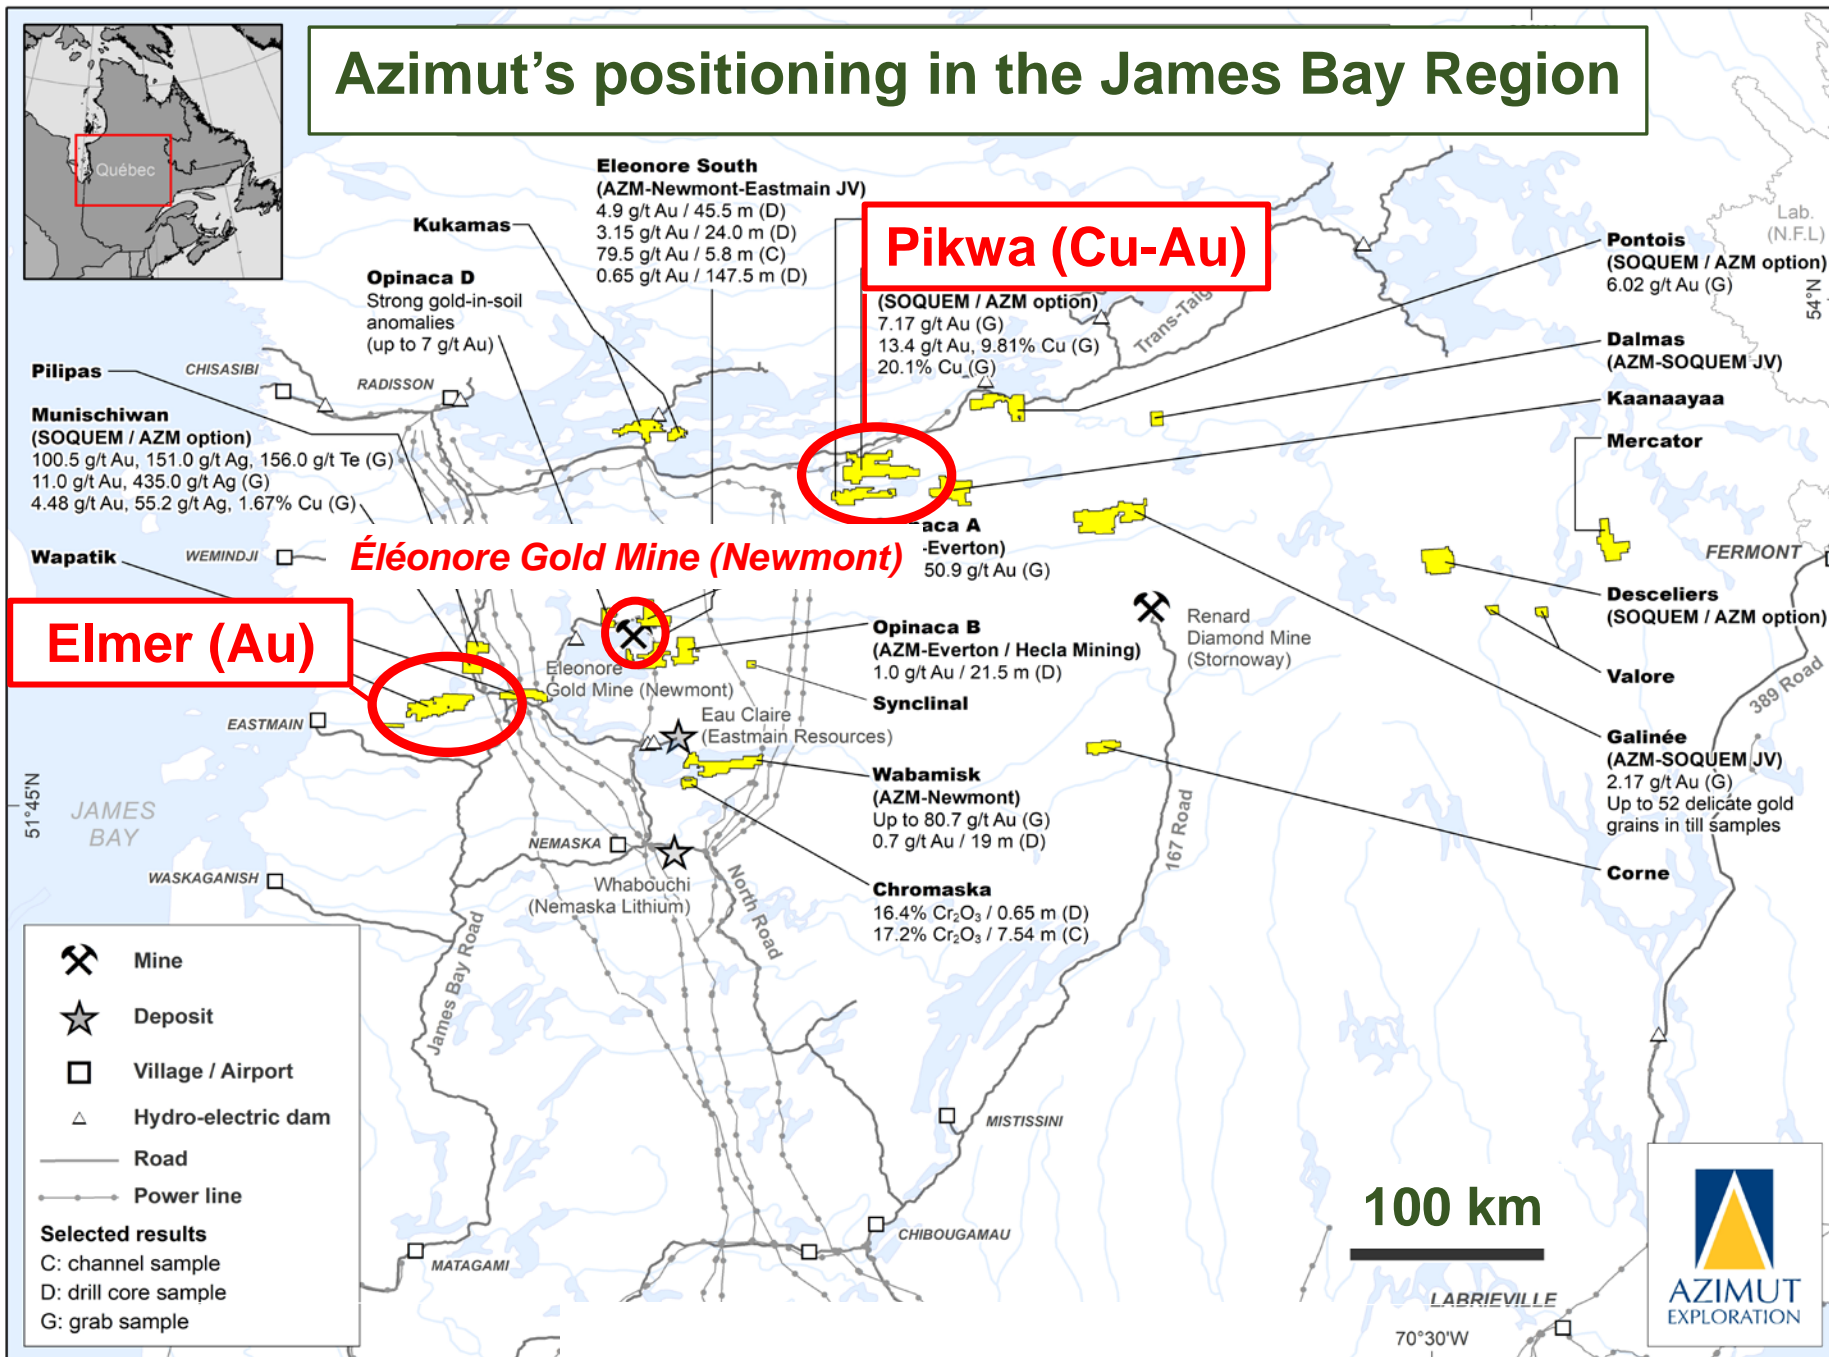 Azimut's positioning in the James Bay Region
Québec
Eleonore South
(AZM-Newmont-Eastmain JV)
4.9 g/t Au / 45.5 m (D)
3.15 g/t Au / 24.0 m (D)
79.5 g/t Au / 5.8 m (C)
0.65 g/t Au / 147.5 m (D)
Kukamas
Opinaca D
Strong gold-in-soil
anomalies
(up to 7 g/t Au)
Pikwa (Cu-Au)
(SOQUEM / AZM option)
7.17 g/t Au (G)
13.4 g/t Au, 9.81% Cu (G)
20.1% Cu (G)
Trans-Taig
Lab.
(N.F.L)
54°N
Pontois
(SOQUEM / AZM option)
6.02 g/t Au (G)
Dalmas
(AZM-SOQUEM JV)
Kaanaayaa
Mercator
Pilipas
CHISASIBI
RADISSON
Munischiwan
(SOQUEM / AZM option)
100.5 g/t Au, 151.0 g/t Ag, 156.0 g/t Te (G)
11.0 g/t Au, 435.0 g/t Ag (G)
4.48 g/t Au, 55.2 g/t Ag, 1.67% Cu (G)
Wapatik
WEMINDJI
Éléonore Gold Mine (Newmont)
aca A
-Everton)
50.9 g/t Au (G)
FERMONT
Desceliers
(SOQUEM / AZM option)
Elmer (Au)
Eleonore
Gold Mine (Newmont)
Opinaca B
(AZM-Everton / Hecla Mining)
1.0 g/t Au / 21.5 m (D)
Renard
Diamond Mine
(Stornoway)
Valore
Synclinal
389 Road
EASTMAIN
Eau Claire
(Eastmain Resources)
Galinée
(AZM-SOQUEM JV)
2.17 g/t Au (G)
Up to 52 delicate gold
grains in till samples
Wabamisk
(AZM-Newmont)
Up to 80.7 g/t Au (G)
0.7 g/t Au / 19 m (D)
51°45'N
JAMES
BAY
NEMASKA
167 Road
Corne
WASKAGANISH
Whabouchi
(Nemaska Lithium)
North Road
Chromaska
16.4% Cr₂O₃ / 0.65 m (D)
17.2% Cr₂O₃ / 7.54 m (C)
James Bay Road
Mine
Deposit
Village / Airport
Hydro-electric dam
Road
Power line
Selected results
C: channel sample
D: drill core sample
G: grab sample
MISTISSINI
CHIBOUGAMAU
MATAGAMI
100 km
LABRIEVILLE
70°30'W
AZIMUT
EXPLORATION